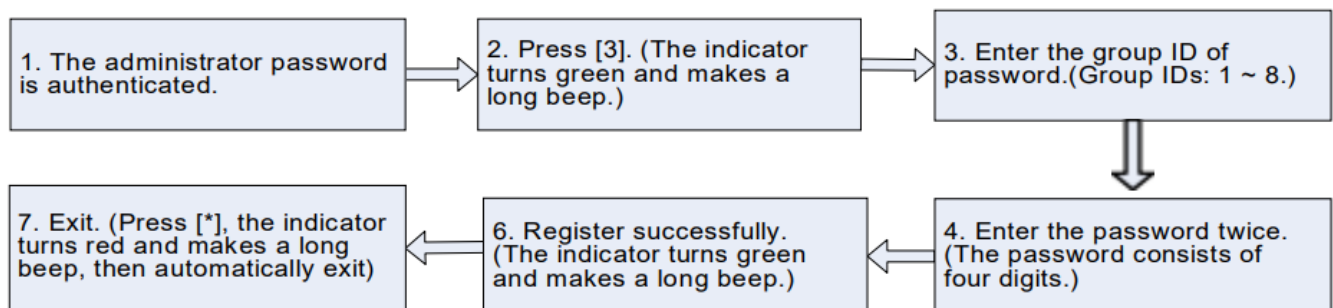 1. The administrator password
is authenticated.
2. Press [3]. (The indicator
turns green and makes a
long beep.)
3. Enter the group ID of
password.(Group IDs: 1 ~ 8.)
4. Enter the password twice.
(The password consists of
four digits.)
6. Register successfully.
(The indicator turns green
and makes a long beep.)
7. Exit. (Press [*], the indicator
turns red and makes a long
beep, then automatically exit)